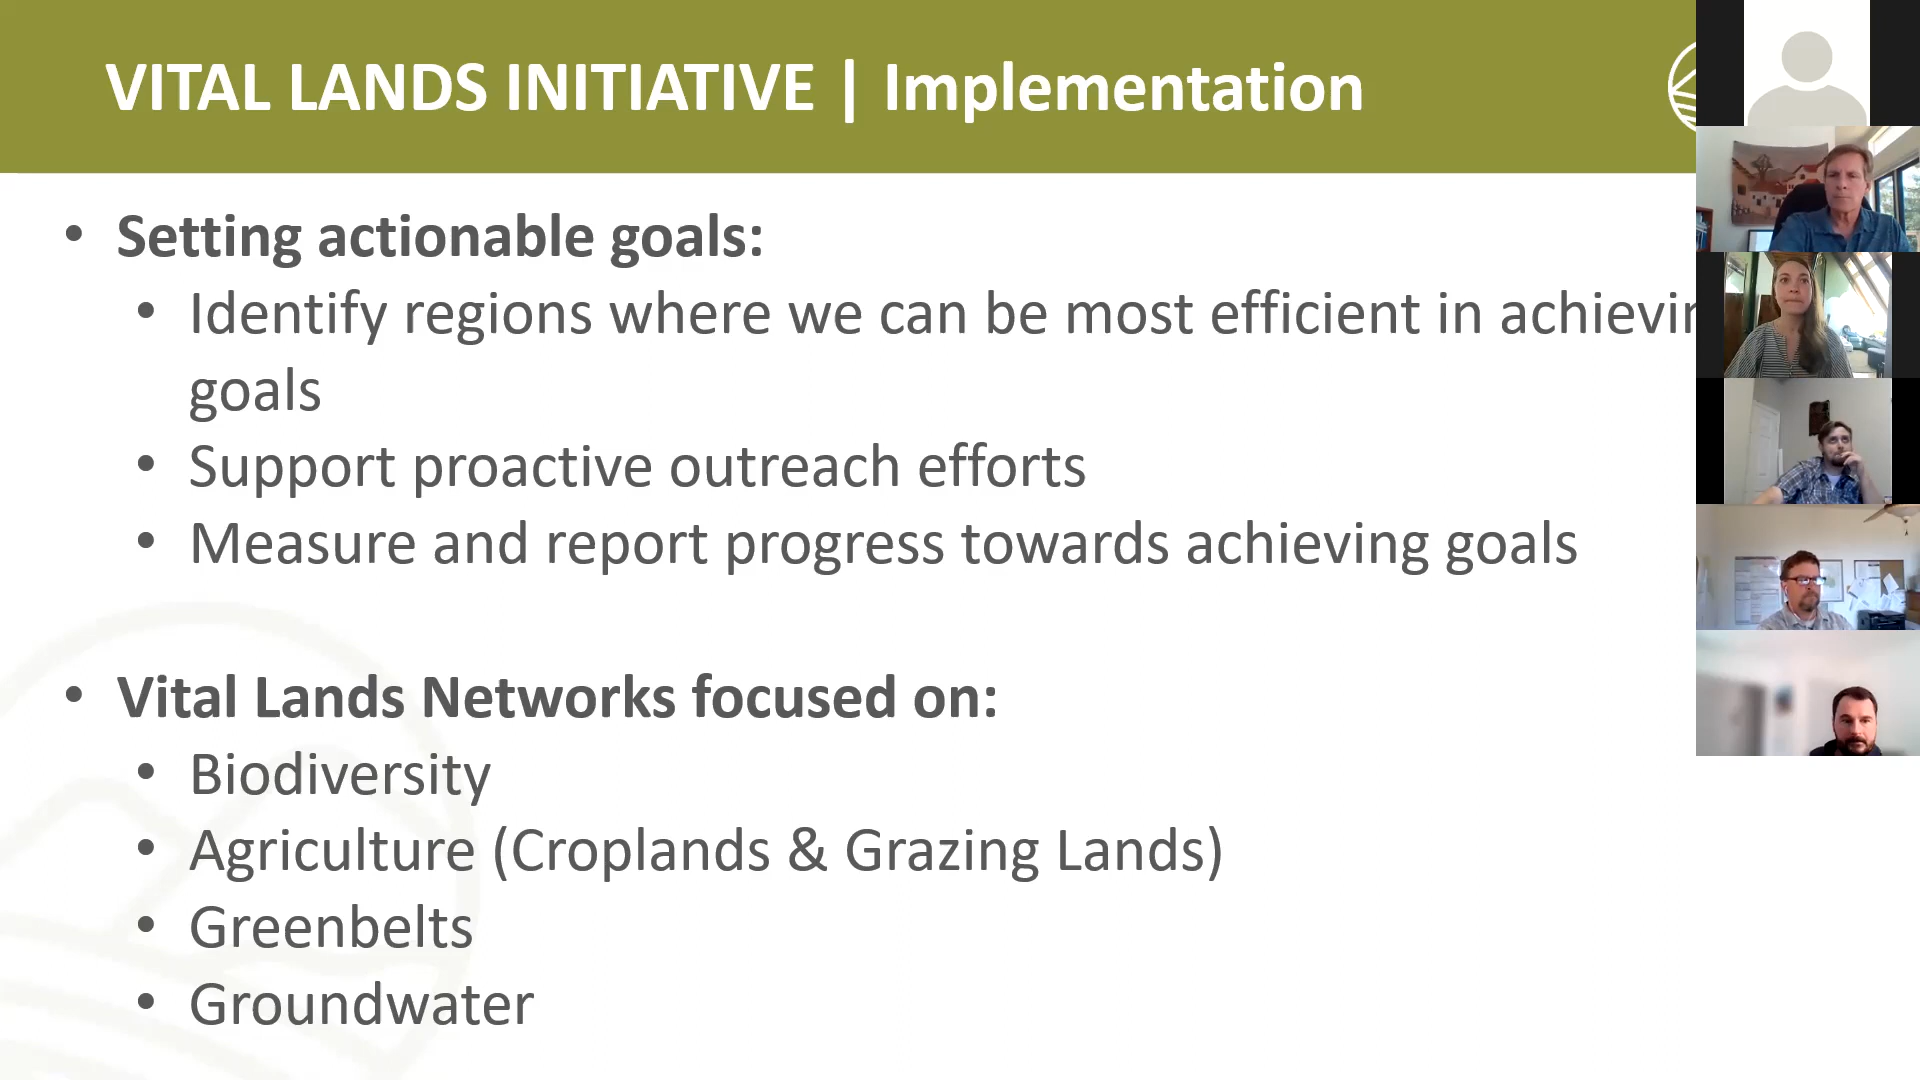 VITAL LANDS INITIATIVE | Implementation
• Setting actionable goals:
• Identify regions where we can be most efficient in
goals
• Support proactive outreach efforts
• Measure and report progress towards achieving goals
• Vital Lands Networks focused on:
• Biodiversity
• Agriculture (Croplands & Grazing Lands)
• Greenbelts
• Groundwater